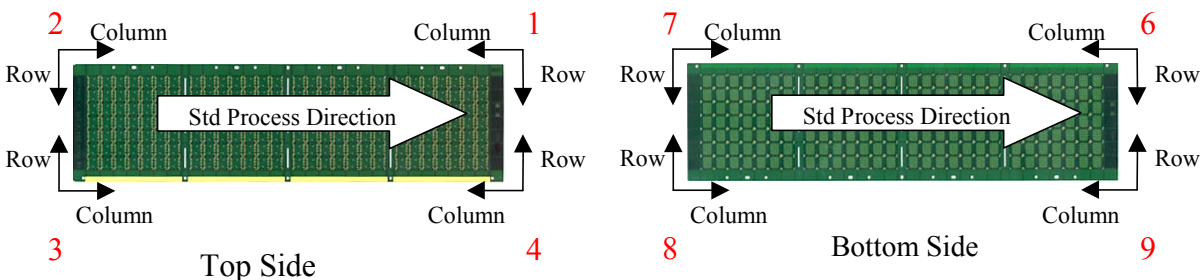 2 1 7 6
Column Column Column Column
Row Row Row Row
Std Process Direction Std Process Direction
Row Row Row Row
Column Column Column Column
3 4 8 9
Top Side Bottom Side